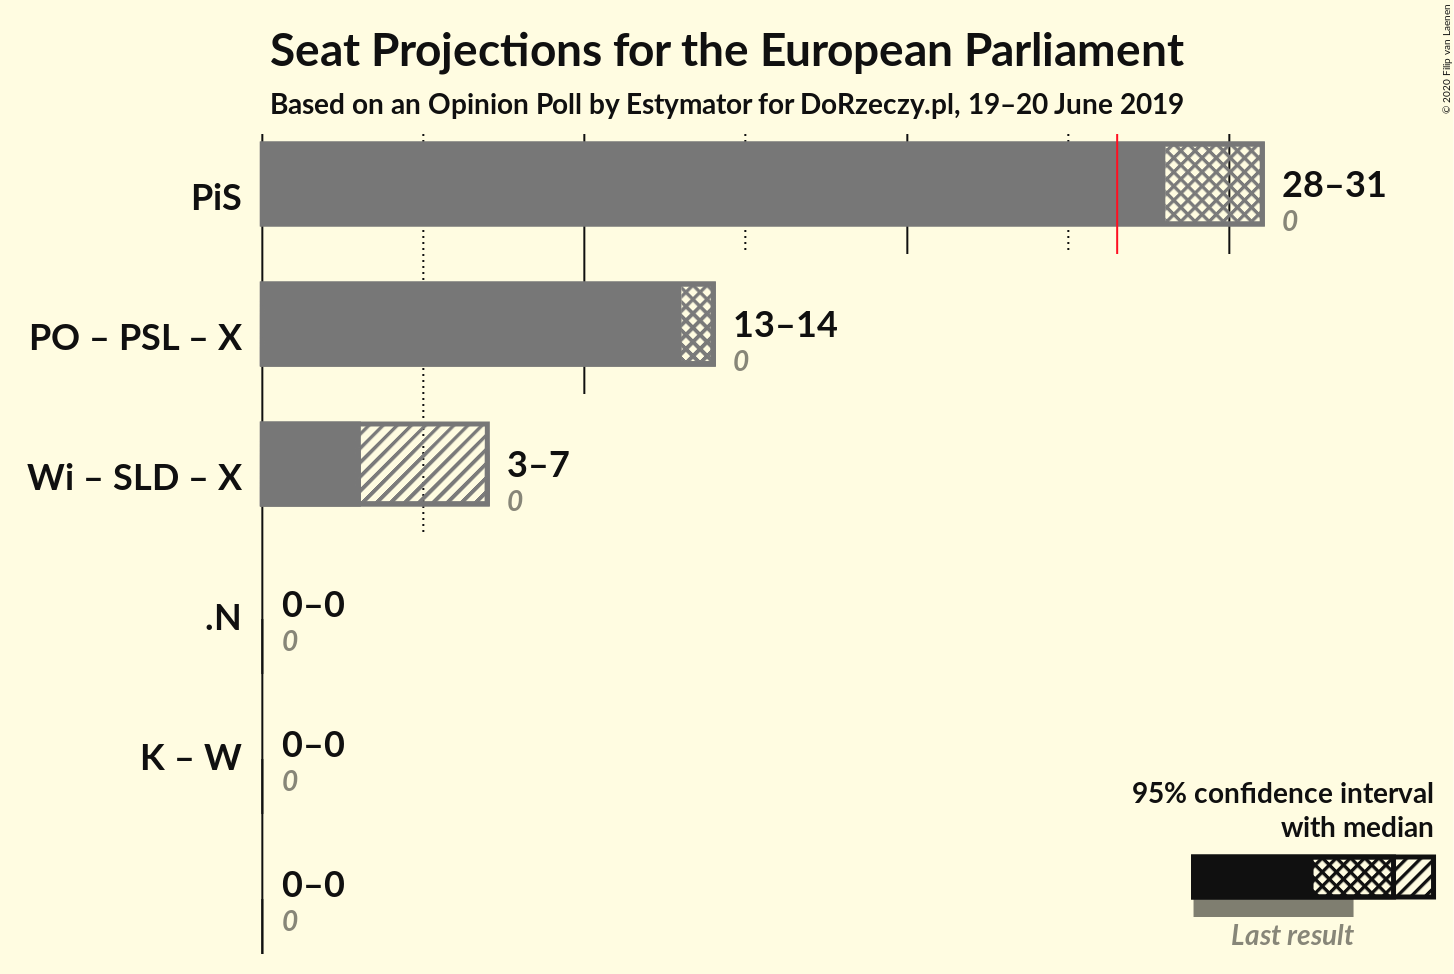 Seat Projections for the European Parliament
Based on an Opinion Poll by Estymator for DoRzeczy.pl, 19–20 June 2019
© 2020 Filip van Laenen
PiS
28–31
0
PO – PSL – X
13–14
0
Wi – SLD – X
3–7
0
.N
0–0
0
K – W
0–0
0
0–0
0
95% confidence interval
with median
Last result